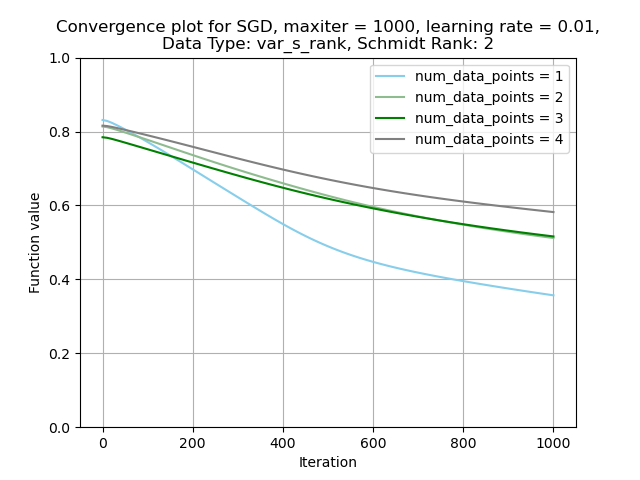 Convergence plot for SGD, maxiter = 1000, learning rate = 0.01,
Data Type: var_s_rank, Schmidt Rank: 2
1.0
0.8
0.6
0.4
0.2
0.0
Function value
num_data_points = 1
num_data_points = 2
num_data_points = 3
num_data_points = 4
0 200 400 600 800 1000
Iteration